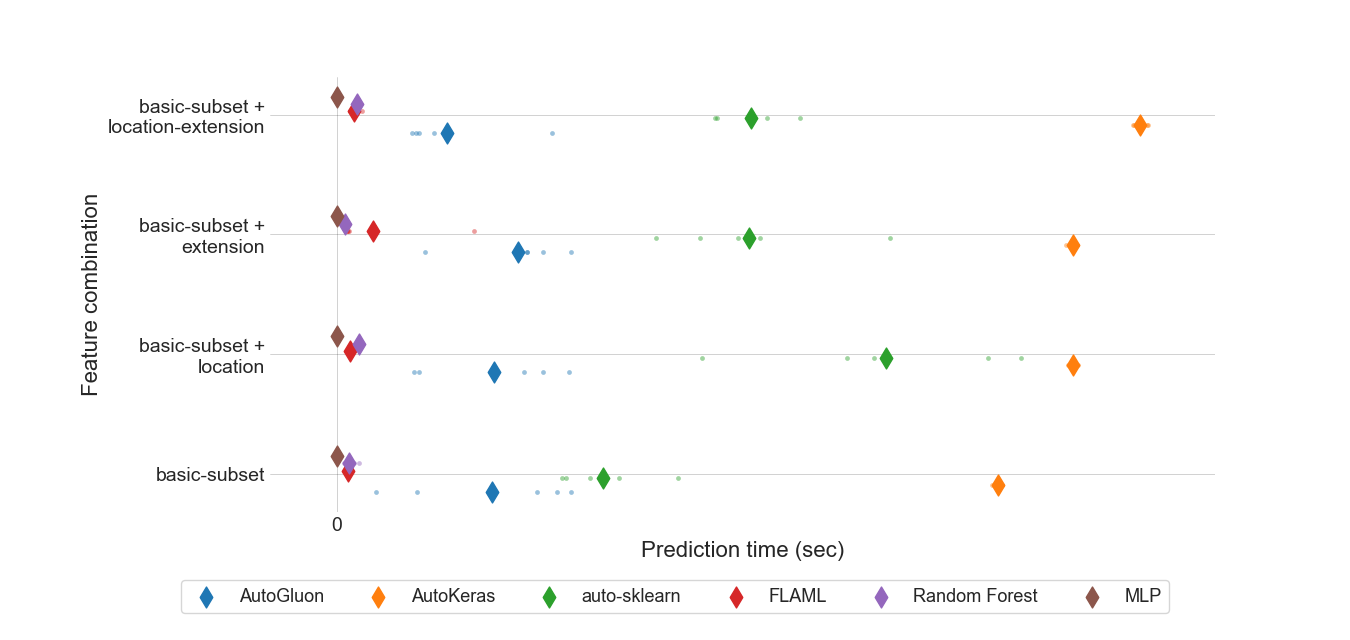 basic-subset +
location-extension
basic-subset +
extension
basic-subset +
location
basic-subset
Feature combination
0
Prediction time (sec)
AutoGluon
AutoKeras
auto-sklearn
FLAML
Random Forest
MLP